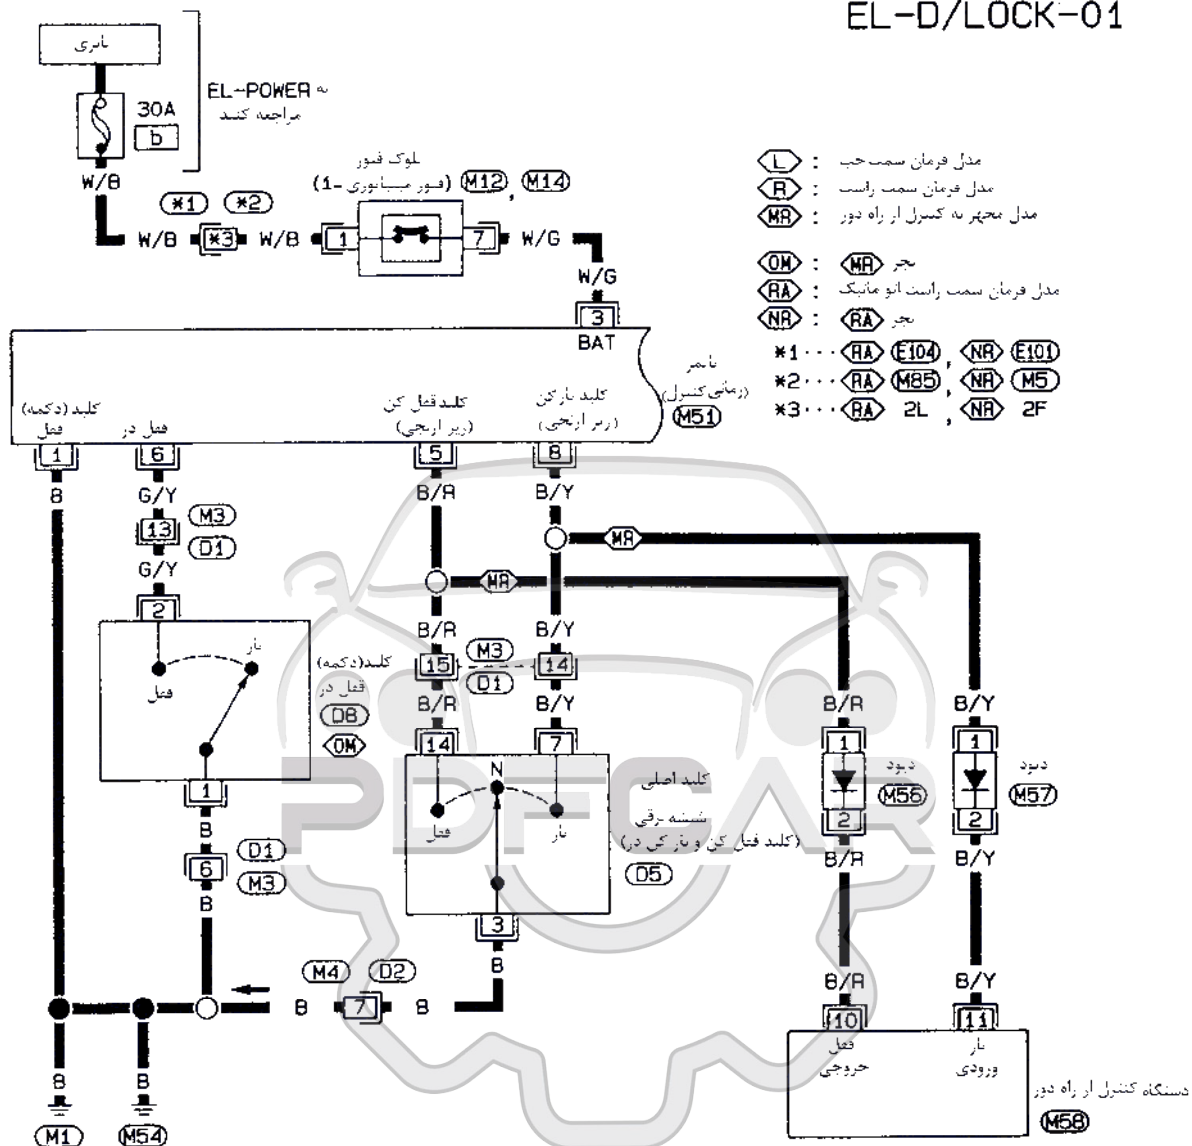 EL-D/LOCK-01
باتری
30A
b
به EL-POWER
مراجعه کنید
W/B
*1 *2
W/B *3 W/B
بلوک فیوز
(فیوز مینیاتوری -1) M12 , M14
1 7
W/G
W/G
3
BAT
L : مدل فرمان سمت چپ
R : مدل فرمان سمت راست
MR : مدل مجهز به کنترل از راه دور
OM : بجز MR
RA : مدل فرمان سمت راست اتوماتیک
NR : بجز RA
*1 ··· RA E104 , NR E101
*2 ··· RA M85 , NR M5
*3 ··· RA 2L , NR 2F
تایمر
(زمانی کنترل)
M51
کلید (دکمه)
قفل
قفل در
کلید قفل کن
(زیر ارنجی)
کلید باز کن
(زیر ارنجی)
1 6 5 8
B G/Y B/R B/Y
13 M3
D1
G/Y
MR
MR
2
B/R B/Y
15 M3 14
D1
B/R B/Y
باز
قفل
کلید (دکمه)
قفل در
D8
OM
1
B
6 D1
M3
B
14 7
N
قفل باز
کلید اصلی
شیشه برقی
(کلید قفل کن و باز کن در)
D5
3
B
B/R B/Y
1 1
دیود
M56
دیود
M57
2 2
B/R B/Y
B/R B/Y
10 11
قفل
خروجی
باز
ورودی
دستگاه کنترل از راه دور
M58
M4 D2
B 7 B
B B
M1 M54
PDFCAR